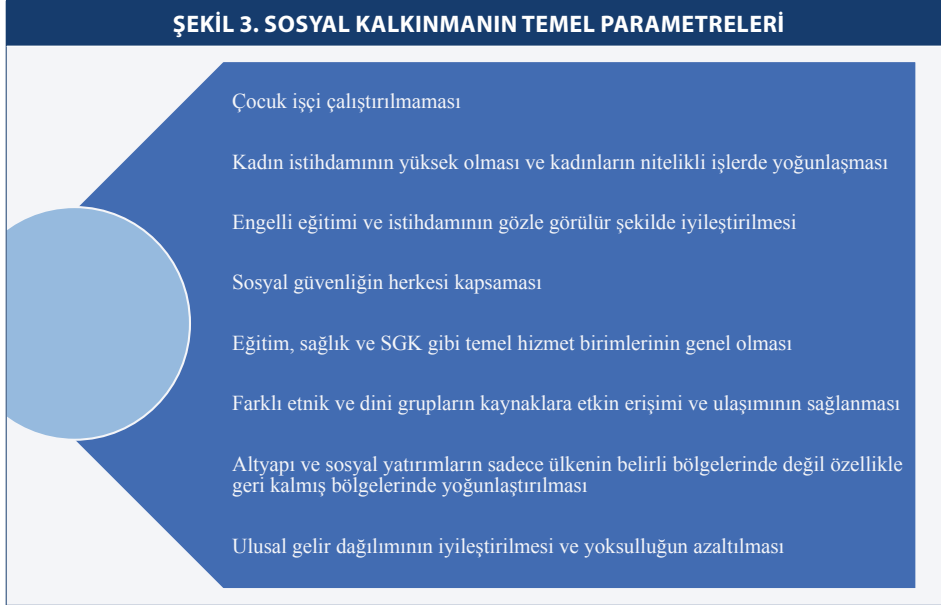 ŞEKİL 3. SOSYAL KALKINMANIN TEMEL PARAMETRELERİ
Çocuk işçi çalıştırılmaması
Kadın istihdamının yüksek olması ve kadınların nitelikli işlerde yoğunlaşması
Engelli eğitimi ve istihdamının gözle görülür şekilde iyileştirilmesi
Sosyal güvenliğin herkesi kapsaması
Eğitim, sağlık ve SGK gibi temel hizmet birimlerinin genel olması
Farklı etnik ve dini grupların kaynaklara etkin erişimi ve ulaşımının sağlanması
Altyapı ve sosyal yatırımların sadece ülkenin belirli bölgelerinde değil özellikle
geri kalmış bölgelerinde yoğunlaştırılması
Ulusal gelir dağılımının iyileştirilmesi ve yoksulluğun azaltılması